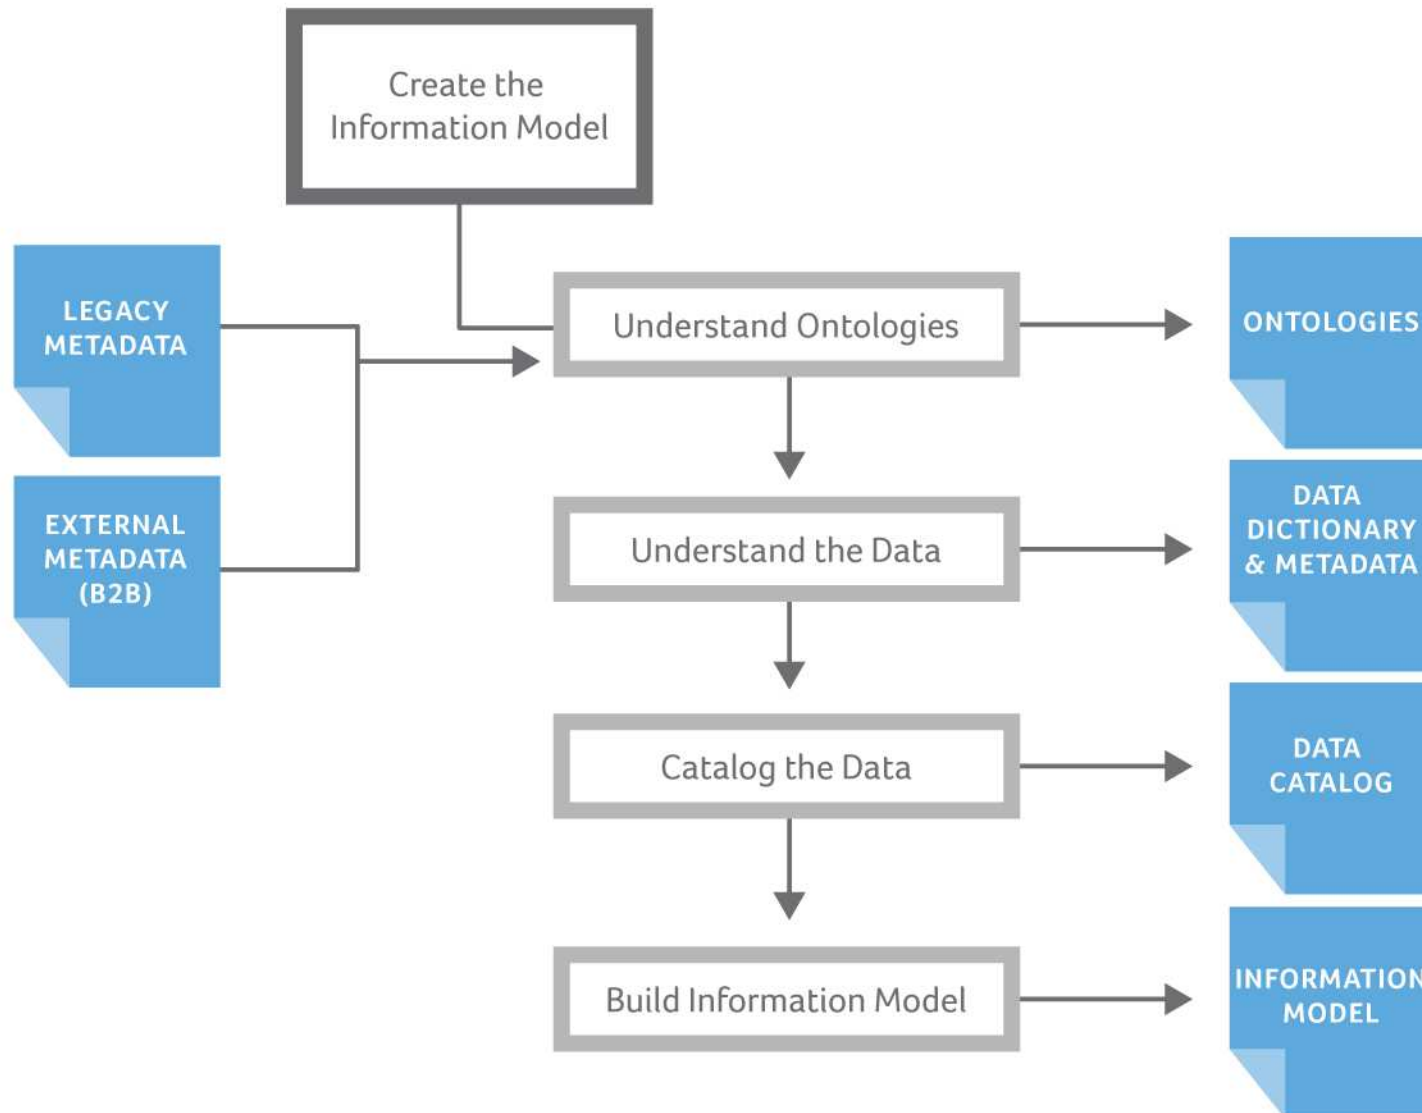 Create the
Information Model
LEGACY
METADATA
Understand Ontologies
ONTOLOGIES
EXTERNAL
METADATA
(B2B)
Understand the Data
DATA
DICTIONARY
& METADATA
Catalog the Data
DATA
CATALOG
Build Information Model
INFORMATION
MODEL